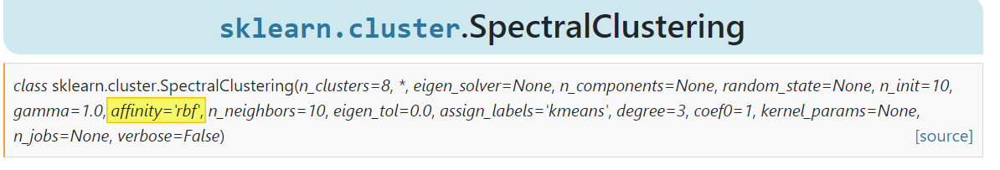 sklearn.cluster.SpectralClustering
class sklearn.cluster.SpectralClustering(n_clusters=8, *, eigen_solver=None, n_components=None, random_state=None, n_init=10,
gamma=1.0, affinity='rbf', n_neighbors=10, eigen_tol=0.0, assign_labels='kmeans', degree=3, coef0=1, kernel_params=None,
n_jobs=None, verbose=False) [source]